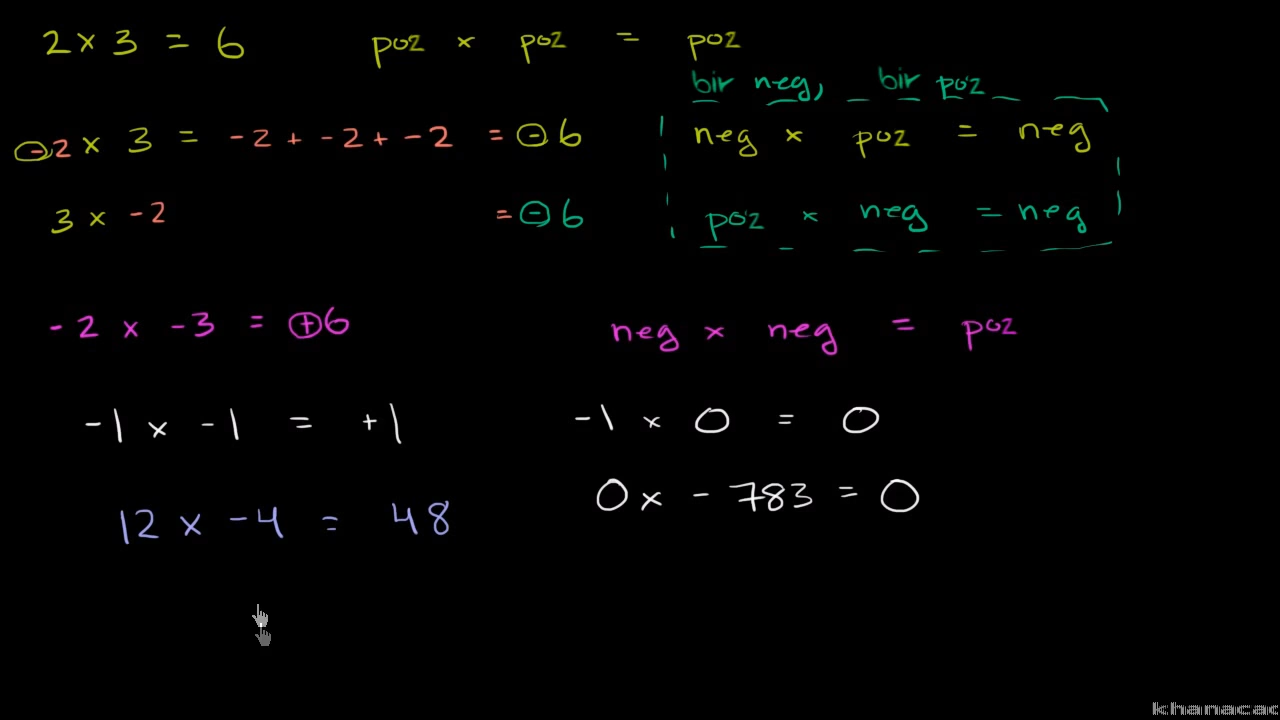 2 × 3 = 6 poz × poz = poz
bir neg, bir poz
-2 × 3 = -2 + -2 + -2 = -6 neg × poz = neg
3 × -2 = -6 poz × neg = neg
-2 × -3 = +6 neg × neg = poz
-1 × -1 = +1 -1 × 0 = 0
0 × -783 = 0
12 × -4 = 48
khanacad